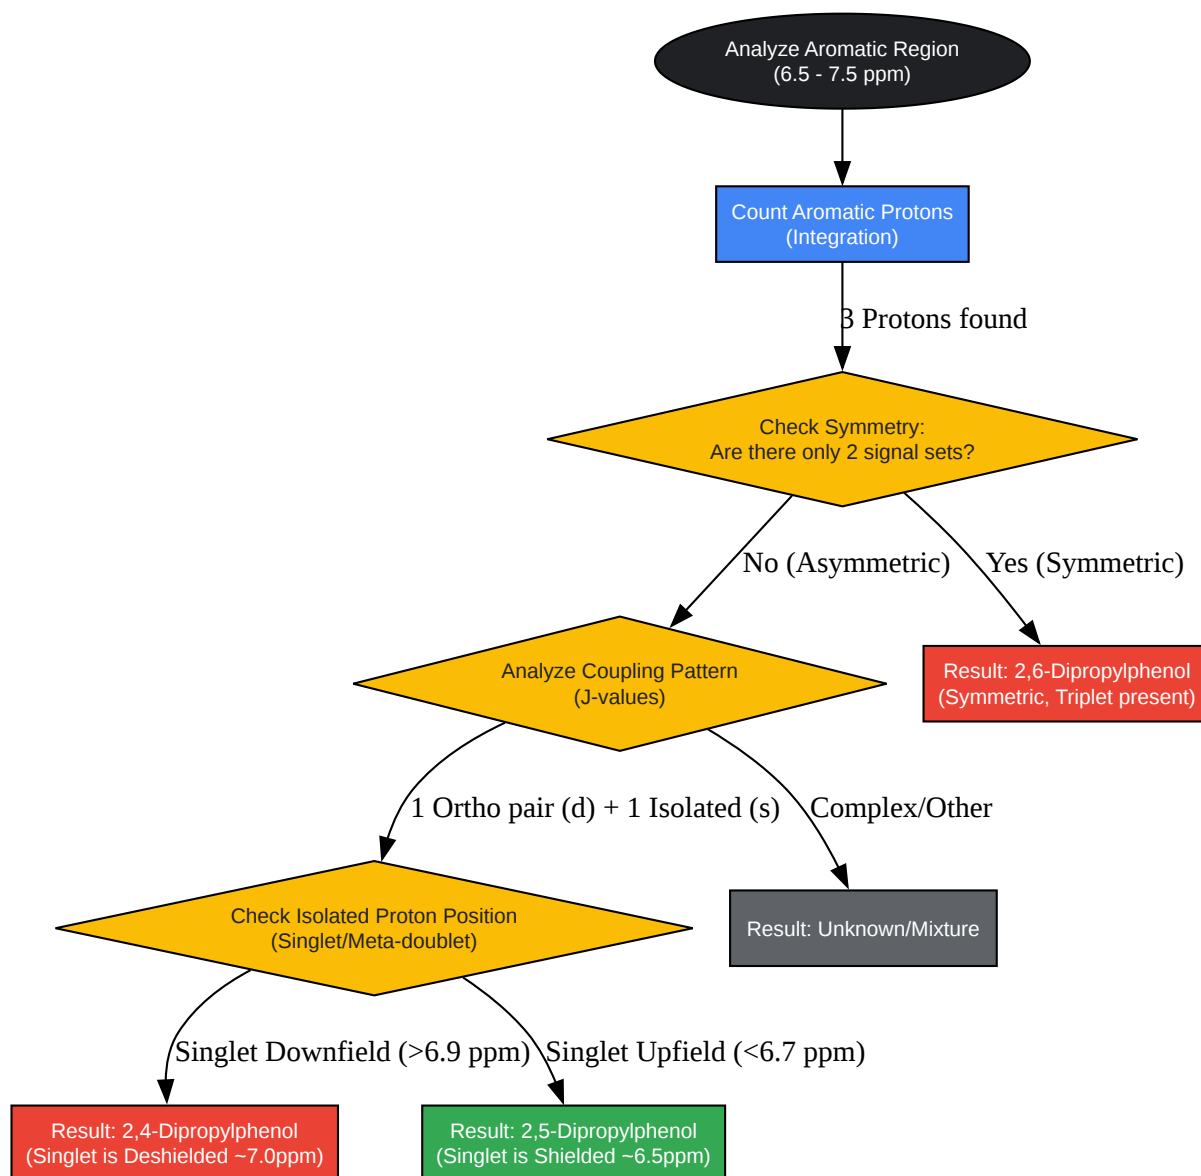 Analyze Aromatic Region
(6.5 - 7.5 ppm)
Count Aromatic Protons
(Integration)
3 Protons found
Check Symmetry:
Are there only 2 signal sets?
No (Asymmetric)
Yes (Symmetric)
Analyze Coupling Pattern
(J-values)
Result: 2,6-Dipropylphenol
(Symmetric, Triplet present)
1 Ortho pair (d) + 1 Isolated (s)
Complex/Other
Check Isolated Proton Position
(Singlet/Meta-doublet)
Result: Unknown/Mixture
Singlet Downfield (>6.9 ppm)
Singlet Upfield (<6.7 ppm)
Result: 2,4-Dipropylphenol
(Singlet is Deshielded ~7.0ppm)
Result: 2,5-Dipropylphenol
(Singlet is Shielded ~6.5ppm)